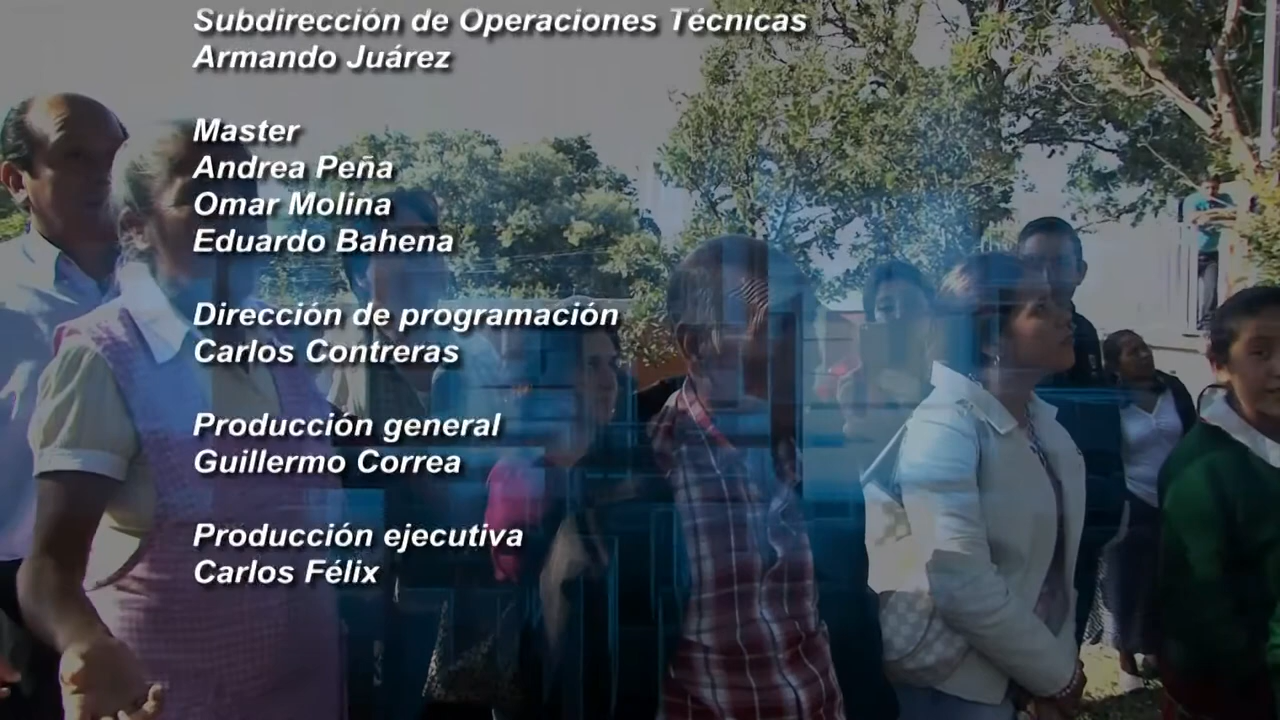 Subdirección de Operaciones Técnicas
Armando Juárez
Master
Andrea Peña
Omar Molina
Eduardo Bahena
Dirección de programación
Carlos Contreras
Producción general
Guillermo Correa
Producción ejecutiva
Carlos Félix